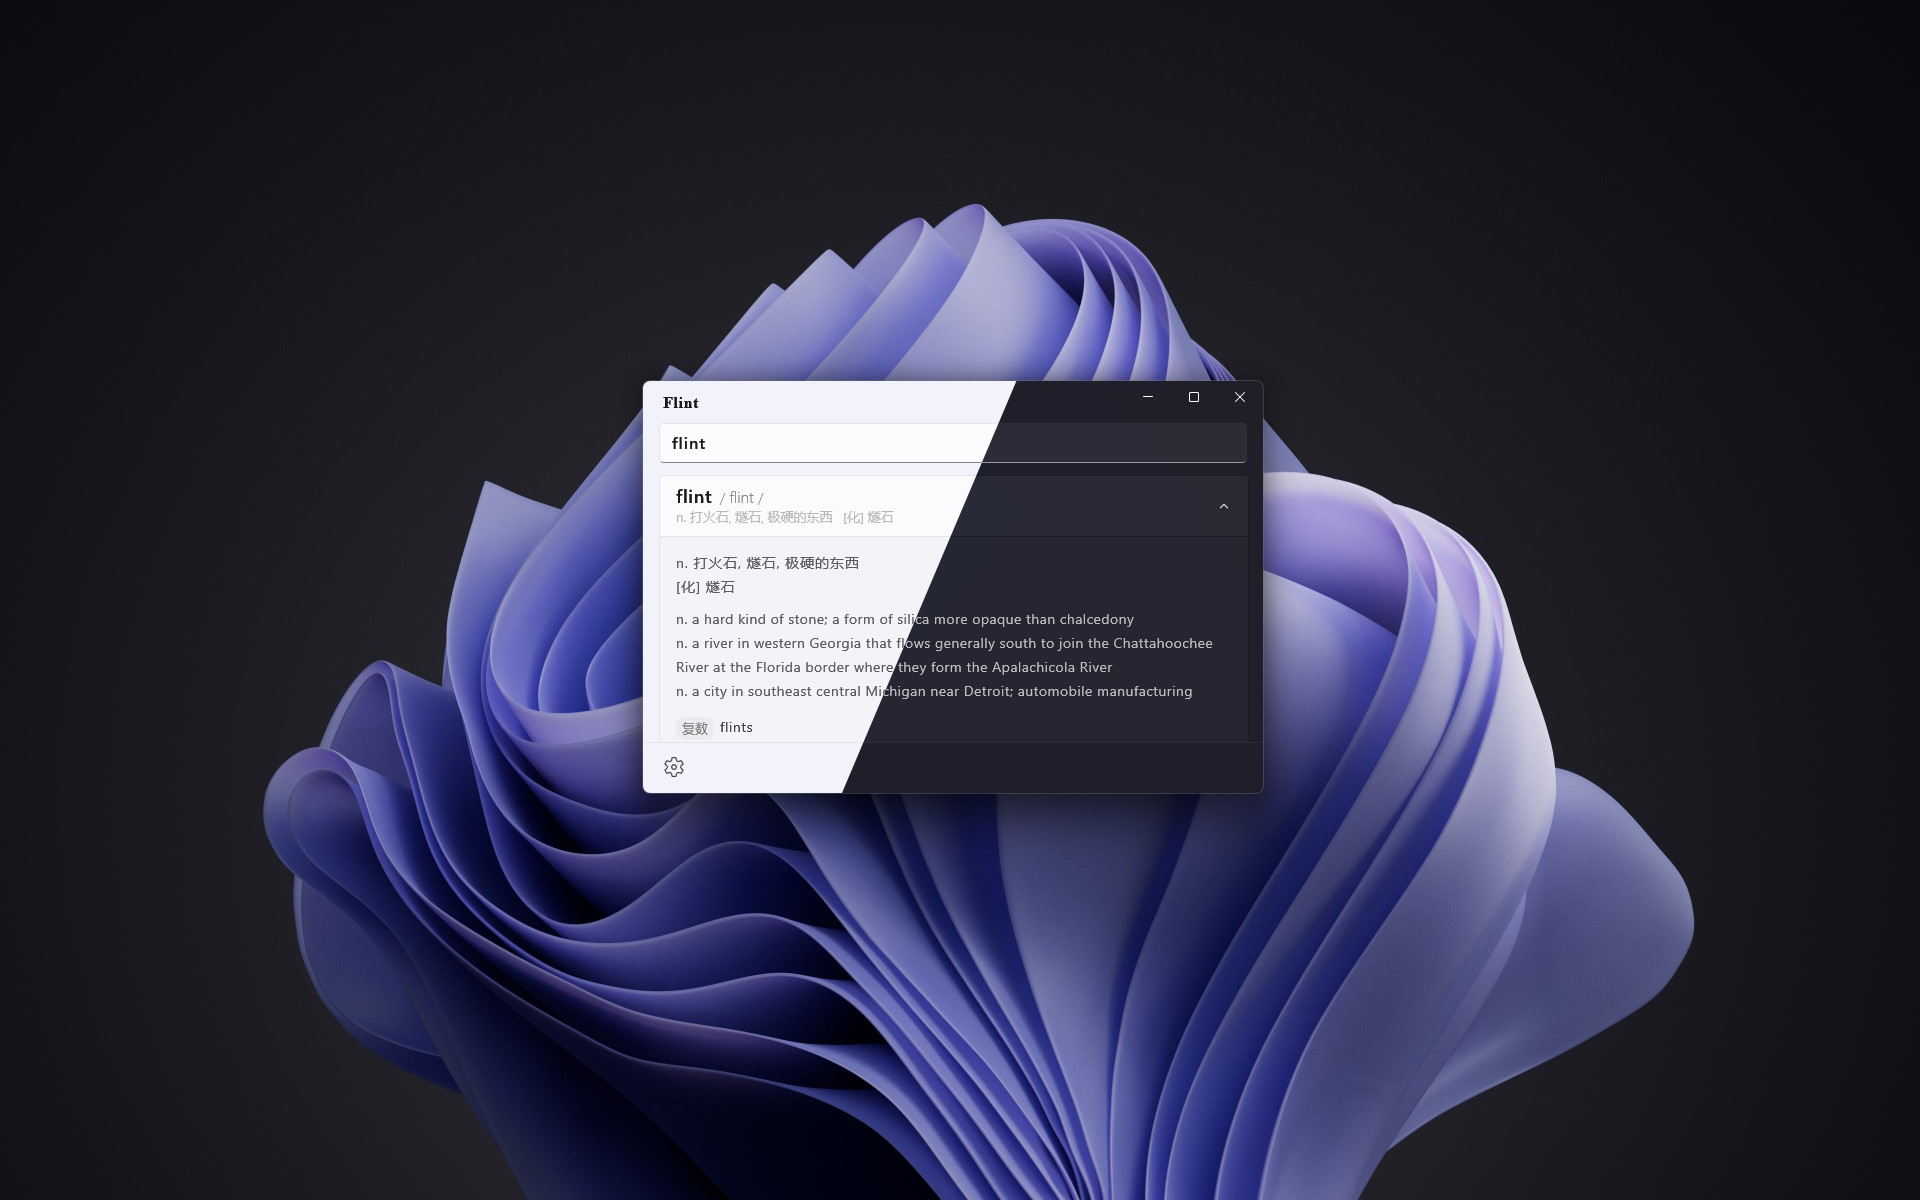 Flint
flint
flint / flint /
n. 打火石, 燧石, 极硬的东西 [化] 燧石
n. 打火石, 燧石, 极硬的东西
[化] 燧石
n. a hard kind of stone; a form of silica more opaque than chalcedony
n. a river in western Georgia that flows generally south to join the Chattahoochee
River at the Florida border where they form the Apalachicola River
n. a city in southeast central Michigan near Detroit; automobile manufacturing
复数 flints